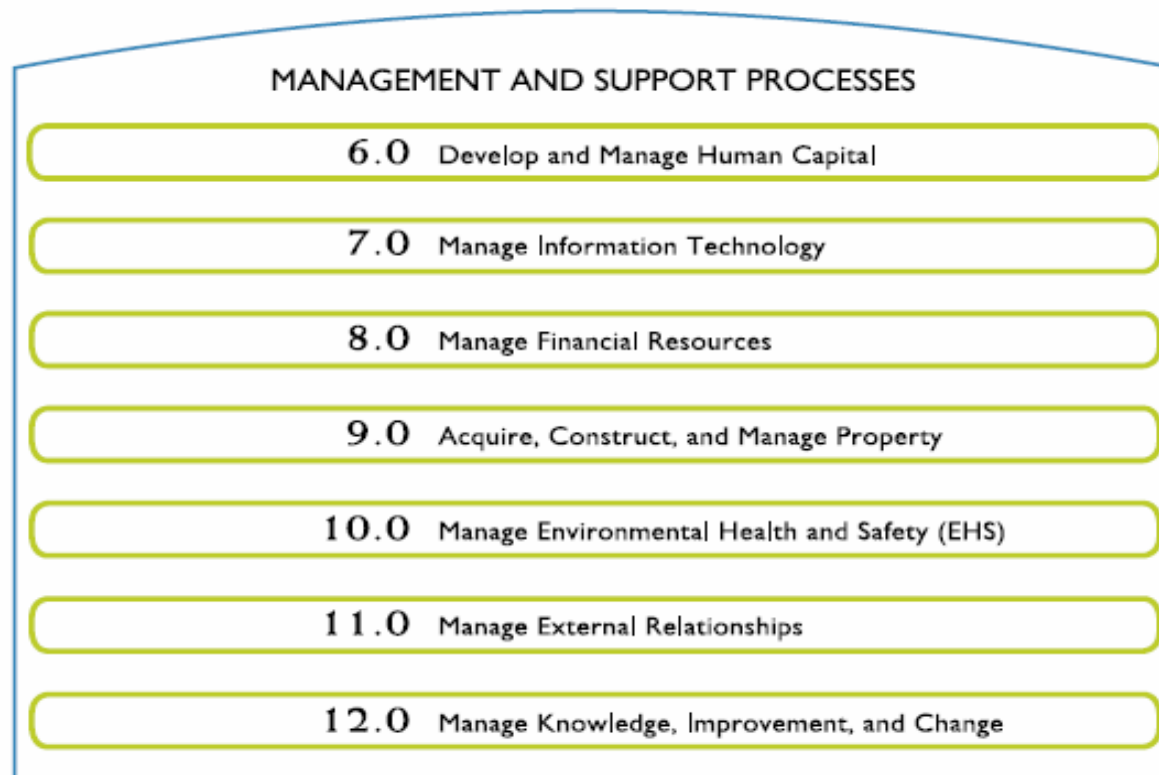 MANAGEMENT AND SUPPORT PROCESSES
6.0 Develop and Manage Human Capital
7.0 Manage Information Technology
8.0 Manage Financial Resources
9.0 Acquire, Construct, and Manage Property
10.0 Manage Environmental Health and Safety (EHS)
11.0 Manage External Relationships
12.0 Manage Knowledge, Improvement, and Change